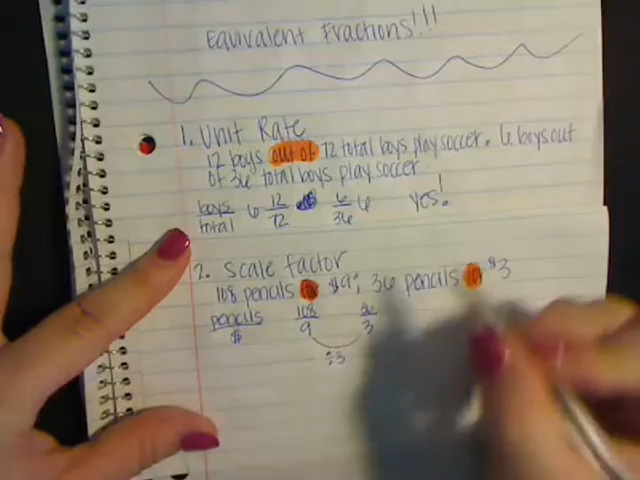 Equivalent Fractions!!!
1. Unit Rate
12 boys out of 72 total boys play soccer. 6 boys out
of 36 total boys play soccer
boys 6 12 6 6 yes!
total 72 36
2. Scale factor
108 pencils for $9; 36 pencils $3
pencils 108 36
$ 9 3
÷3